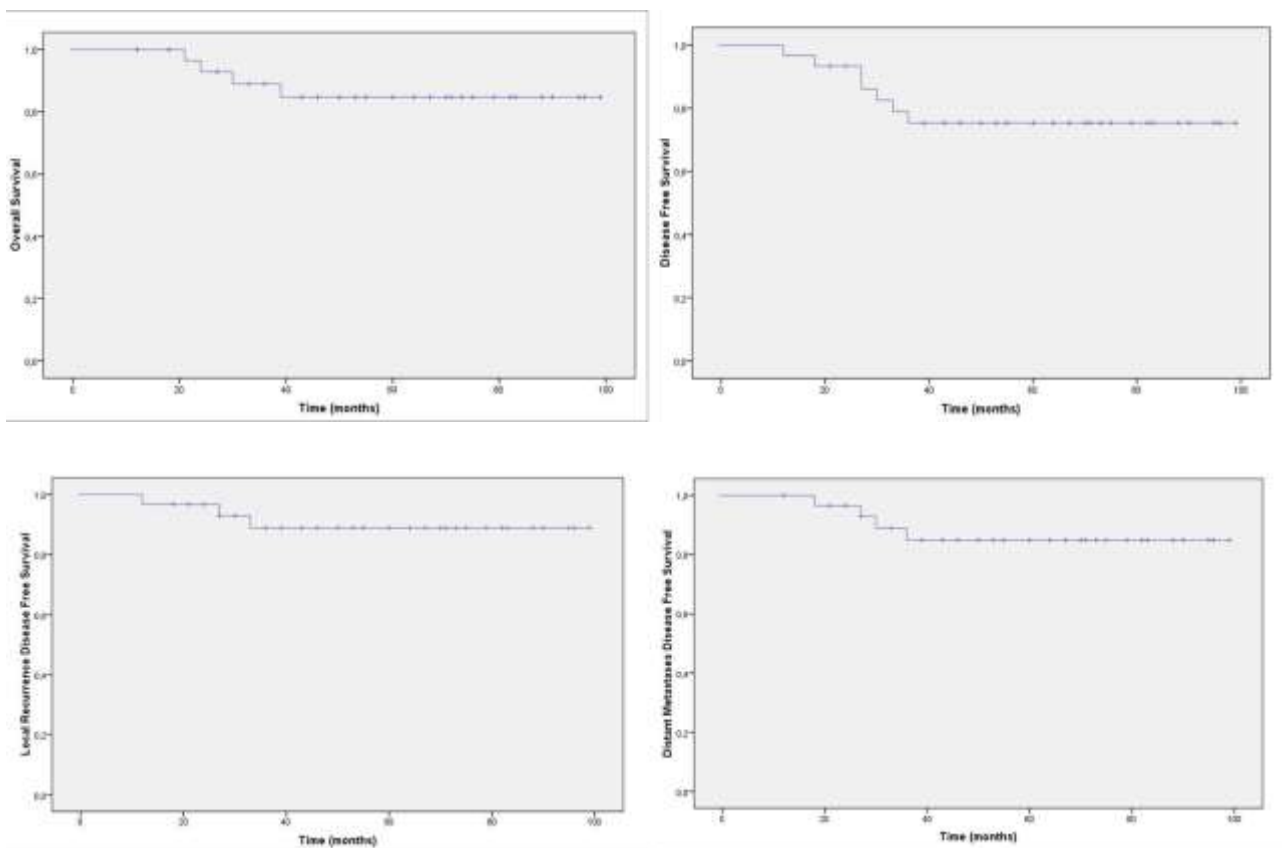 Overall Survival
1,0
0,8
0,6
0,4
0,2
0,0
0 20 40 60 80 100
Time (months)
Disease Free Survival
1,0
0,8
0,6
0,4
0,2
0,0
0 20 40 60 80 100
Time (months)
Local Recurrence Disease Free Survival
1,0
0,8
0,6
0,4
0,2
0,0
0 20 40 60 80 100
Time (months)
Distant Metastases Disease Free Survival
1,0
0,8
0,6
0,4
0,2
0,0
0 20 40 60 80 100
Time (months)